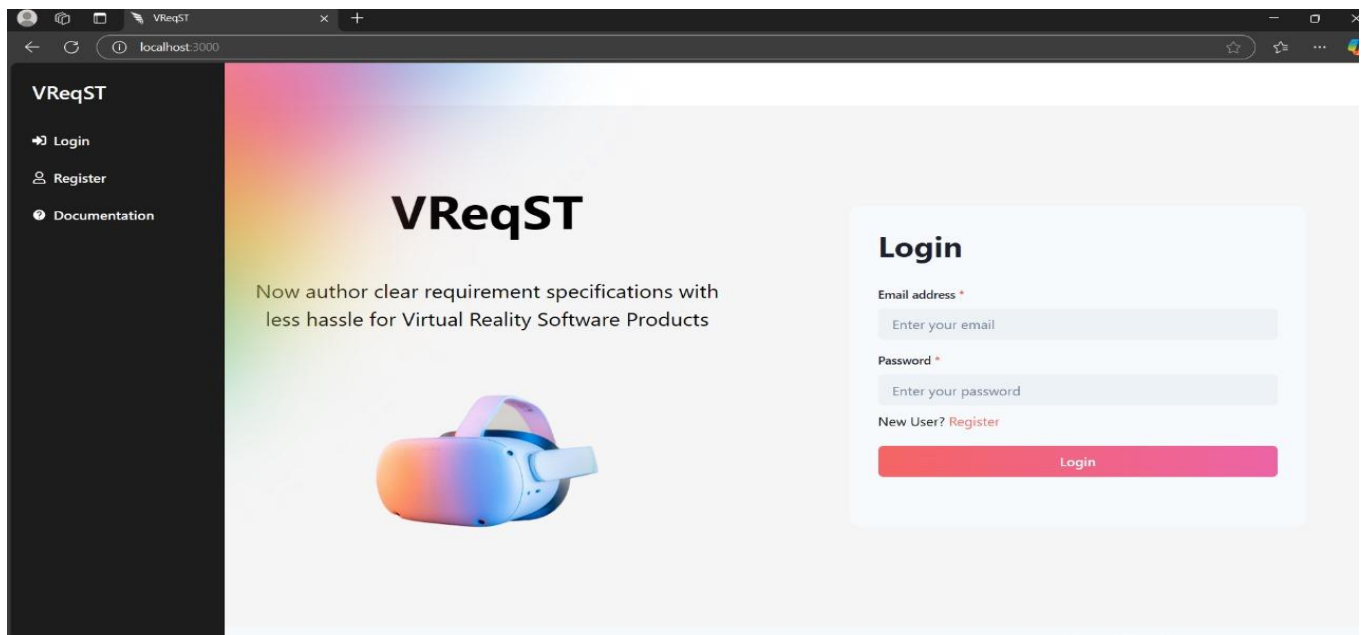 VReqST
localhost:3000
VReqST
Login
Register
Documentation
VReqST
Now author clear requirement specifications with
less hassle for Virtual Reality Software Products
Login
Email address *
Enter your email
Password *
Enter your password
New User? Register
Login